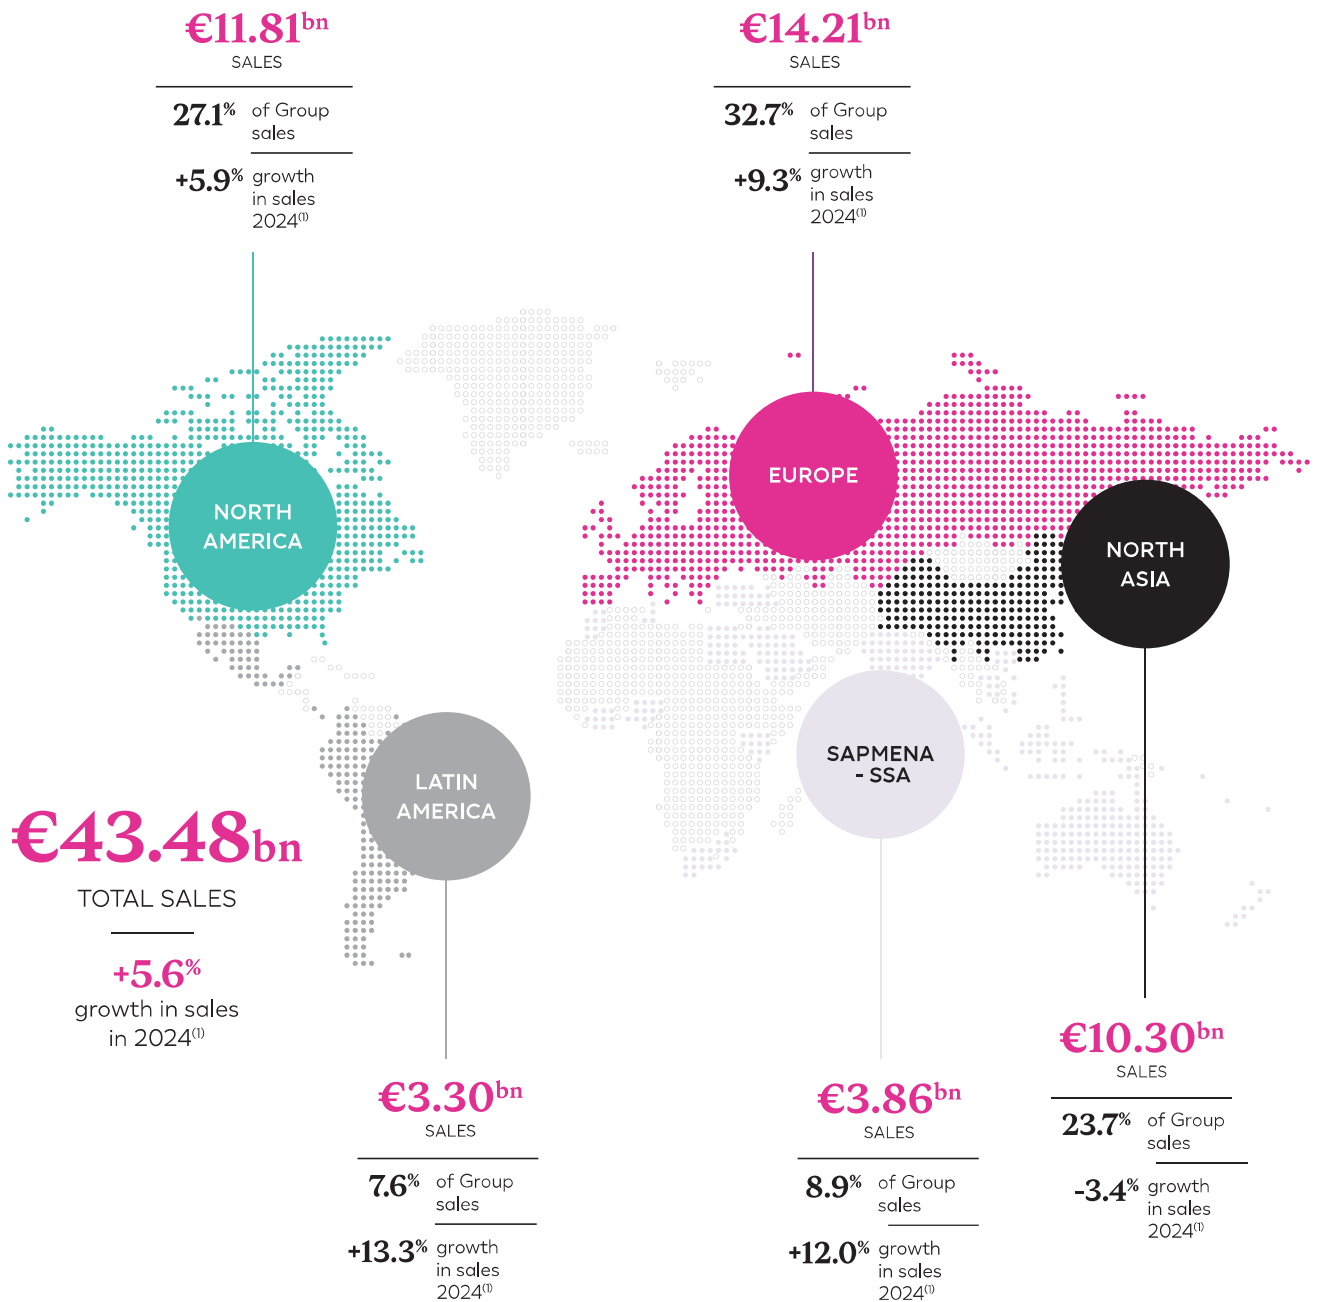 €11.81bn
SALES
27.1% of Group
sales
+5.9% growth
in sales
2024(1)
€14.21bn
SALES
32.7% of Group
sales
+9.3% growth
in sales
2024(1)
NORTH
AMERICA
EUROPE
NORTH
ASIA
LATIN
AMERICA
SAPMENA
- SSA
€43.48bn
TOTAL SALES
+5.6%
growth in sales
in 2024(1)
€3.30bn
SALES
7.6% of Group
sales
+13.3% growth
in sales
2024(1)
€3.86bn
SALES
8.9% of Group
sales
+12.0% growth
in sales
2024(1)
€10.30bn
SALES
23.7% of Group
sales
-3.4% growth
in sales
2024(1)